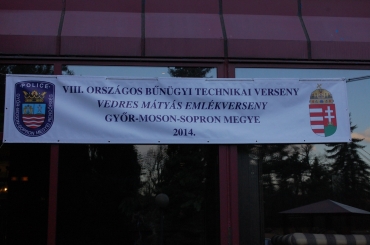 POLICE
VIII. ORSZÁGOS BŰNÜGYI TECHNIKAI VERSENY
VEDRES MÁTYÁS EMLÉKVERSENY
GYŐR-MOSON-SOPRON MEGYE
2014.